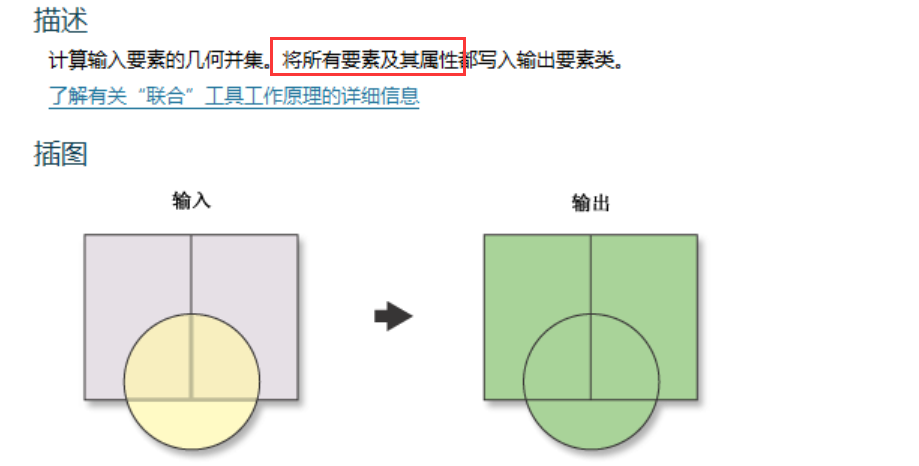 描述
计算输入要素的几何并集。将所有要素及其属性都写入输出要素类。
了解有关“联合”工具工作原理的详细信息
插图
输入
输出